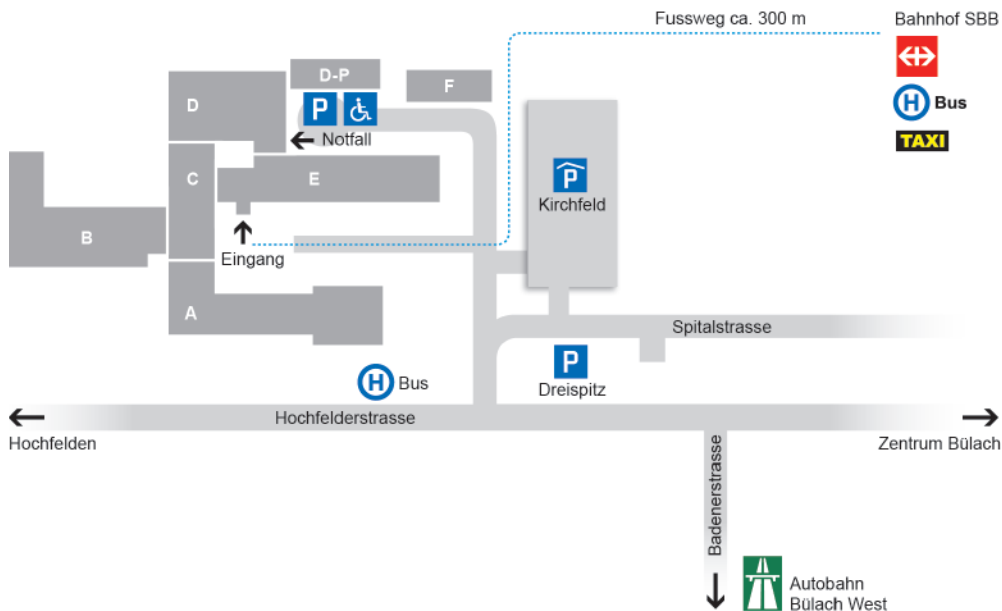 Fussweg ca. 300 m
Bahnhof SBB
H Bus
TAXI
D-P
F
D
P
Notfall
C
E
P
Kirchfeld
B
Eingang
A
Spitalstrasse
P
Dreispitz
H Bus
Hochfelderstrasse
Hochfelden
Zentrum Bülach
Badenerstrasse
Autobahn
Bülach West